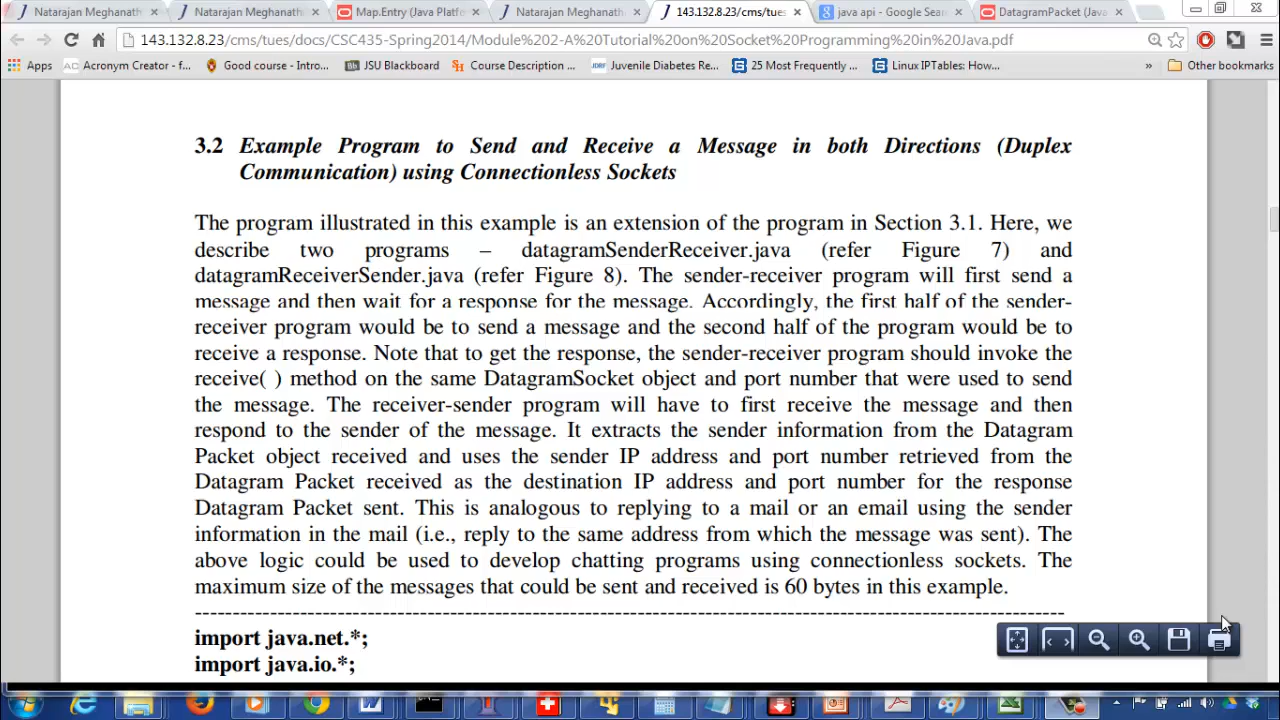 Natarajan Meghanath
Natarajan Meghanath
Map.Entry (Java Platf
Natarajan Meghanath
143.132.8.23/cms/tues
java api - Google Sea
DatagramPacket (Java
143.132.8.23/cms/tues/docs/CSC435-Spring2014/Module%202-A%20Tutorial%20on%20Socket%20Programming%20in%20Java.pdf
Apps AC Acronym Creator - f... Good course - Intro... Bb JSU Blackboard SH Course Description ... JDRF Juvenile Diabetes Re... 25 Most Frequently ... Linux IPTables: How... » Other bookmarks
3.2 Example Program to Send and Receive a Message in both Directions (Duplex
Communication) using Connectionless Sockets
The program illustrated in this example is an extension of the program in Section 3.1. Here, we
describe two programs – datagramSenderReceiver.java (refer Figure 7) and
datagramReceiverSender.java (refer Figure 8). The sender-receiver program will first send a
message and then wait for a response for the message. Accordingly, the first half of the sender-
receiver program would be to send a message and the second half of the program would be to
receive a response. Note that to get the response, the sender-receiver program should invoke the
receive( ) method on the same DatagramSocket object and port number that were used to send
the message. The receiver-sender program will have to first receive the message and then
respond to the sender of the message. It extracts the sender information from the Datagram
Packet object received and uses the sender IP address and port number retrieved from the
Datagram Packet received as the destination IP address and port number for the response
Datagram Packet sent. This is analogous to replying to a mail or an email using the sender
information in the mail (i.e., reply to the same address from which the message was sent). The
above logic could be used to develop chatting programs using connectionless sockets. The
maximum size of the messages that could be sent and received is 60 bytes in this example.
--------------------------------------------------------------------------------------------
import java.net.*;
import java.io.*;